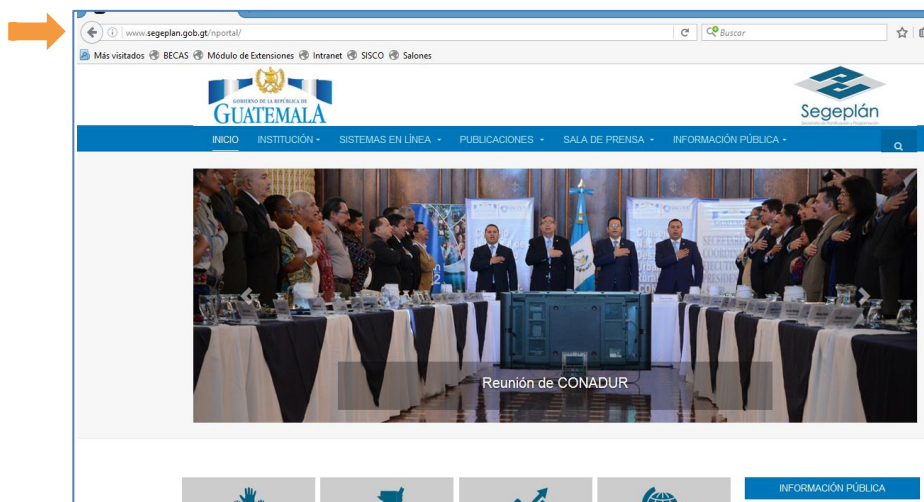 www.segeplan.gob.gt/nportal/
Buscar
Más visitados BECAS Módulo de Extensiones Intranet SISCO Salones
GOBIERNO DE LA REPÚBLICA DE
GUATEMALA
Segeplán
INICIO INSTITUCIÓN SISTEMAS EN LÍNEA PUBLICACIONES SALA DE PRENSA INFORMACIÓN PÚBLICA
Reunión de CONADUR
INFORMACIÓN PÚBLICA